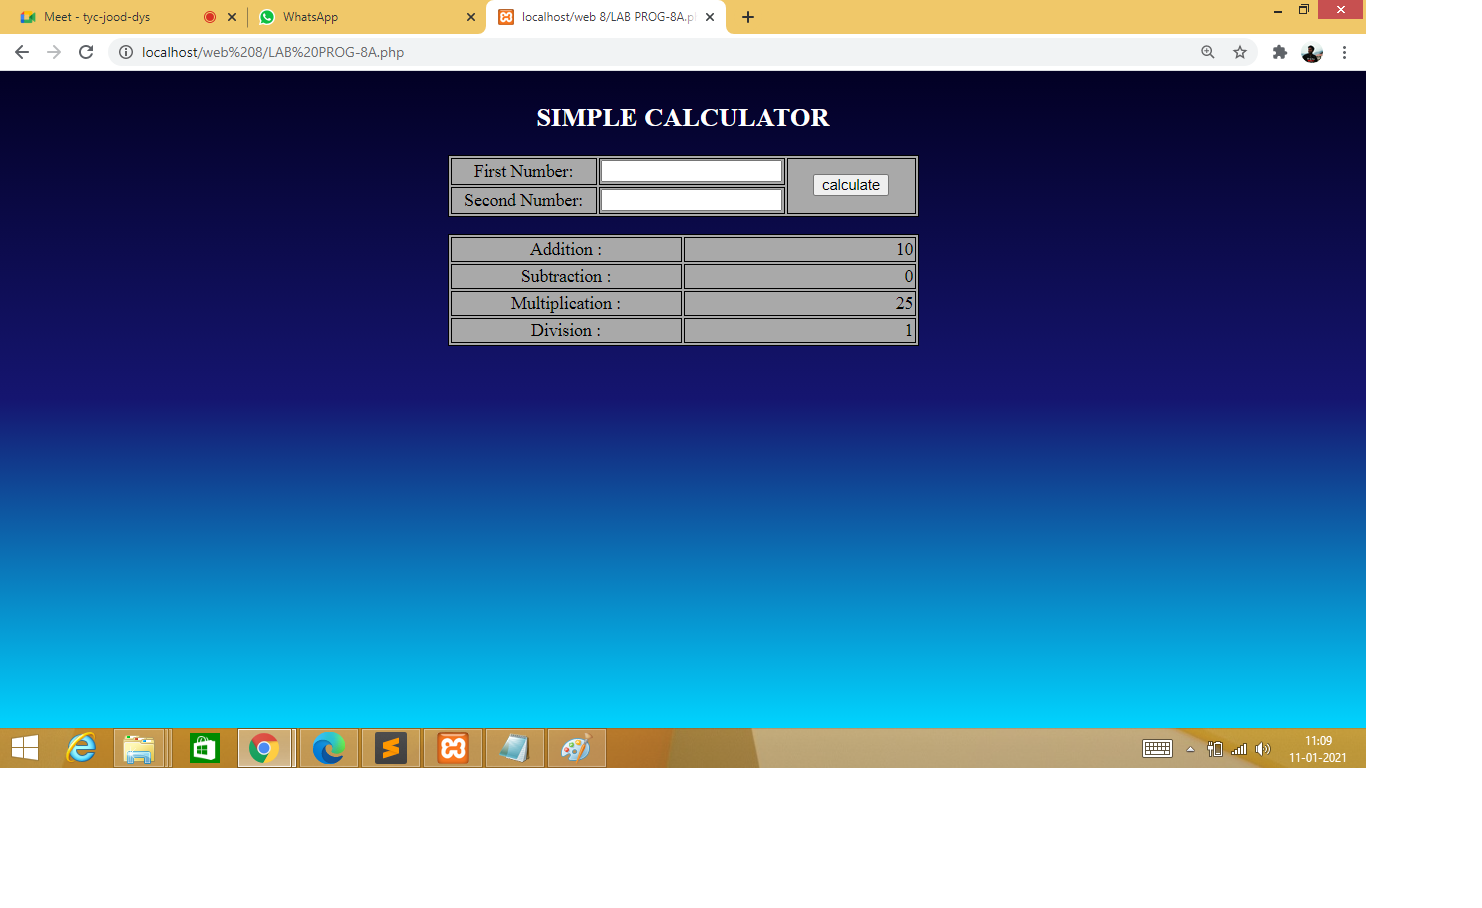 Meet - tyc-jood-dys
WhatsApp
localhost/web 8/LAB PROG-8A.p
localhost/web%208/LAB%20PROG-8A.php
SIMPLE CALCULATOR
First Number:
calculate
Second Number:
Addition : 10
Subtraction : 0
Multiplication : 25
Division : 1
11:09
11-01-2021